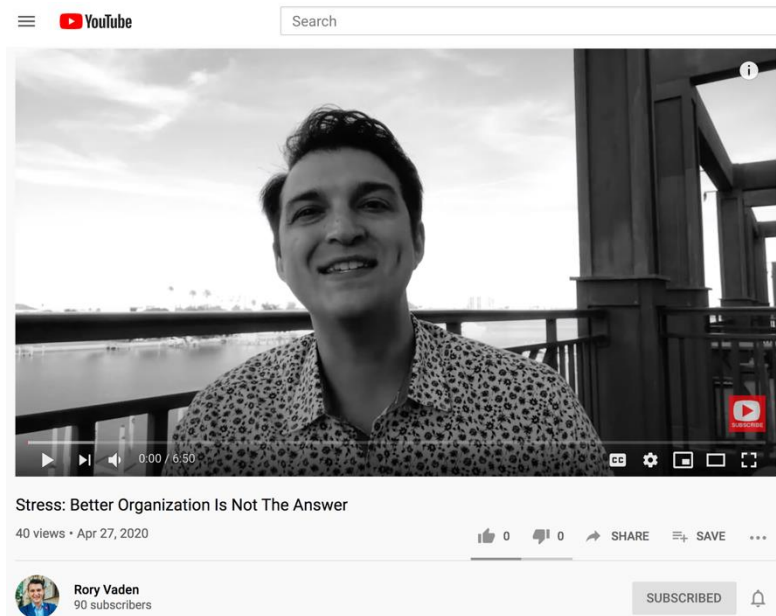 YouTube
Search
SUBSCRIBE
0:00 / 6:50
CC
Stress: Better Organization Is Not The Answer
40 views • Apr 27, 2020
0
0
SHARE
SAVE
Rory Vaden
90 subscribers
SUBSCRIBED